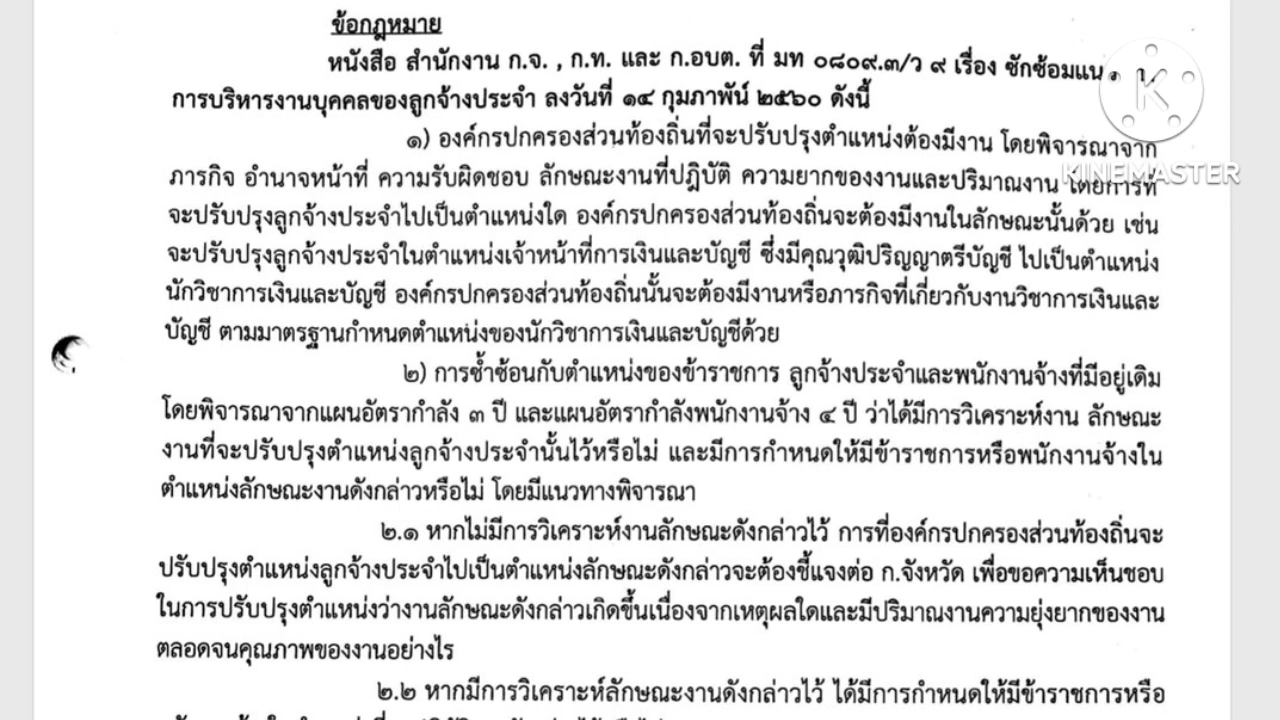 ข้อกฎหมาย
หนังสือ สำนักงาน ก.จ. , ก.ท. และ ก.อบต. ที่ มท ๐๘๐๙.๓/ว ๙ เรื่อง ซักซ้อม
การบริหารงานบุคคลของลูกจ้างประจำ ลงวันที่ ๑๔ กุมภาพันธ์ ๒๕๖๐ ดังนี้
๑) องค์กรปกครองส่วนท้องถิ่นที่จะปรับปรุงตำแหน่งต้องมีงาน โดยพิจารณาจาก
ภารกิจ อำนาจหน้าที่ ความรับผิดชอบ ลักษณะงานที่ปฏิบัติ ความยากของงานและปริมาณงาน โดยการที่
จะปรับปรุงลูกจ้างประจำไปเป็นตำแหน่งใด องค์กรปกครองส่วนท้องถิ่นจะต้องมีงานในลักษณะนั้นด้วย เช่น
จะปรับปรุงลูกจ้างประจำในตำแหน่งเจ้าหน้าที่การเงินและบัญชี ซึ่งมีคุณวุฒิปริญญาตรีบัญชี ไปเป็นตำแหน่ง
นักวิชาการเงินและบัญชี องค์กรปกครองส่วนท้องถิ่นนั้นจะต้องมีงานหรือภารกิจที่เกี่ยวกับงานวิชาการเงินและ
บัญชี ตามมาตรฐานกำหนดตำแหน่งของนักวิชาการเงินและบัญชีด้วย
๒) การซ้ำซ้อนกับตำแหน่งของข้าราชการ ลูกจ้างประจำและพนักงานจ้างที่มีอยู่เดิม
โดยพิจารณาจากแผนอัตรากำลัง ๓ ปี และแผนอัตรากำลังพนักงานจ้าง ๔ ปี ว่าได้มีการวิเคราะห์งาน ลักษณะ
งานที่จะปรับปรุงตำแหน่งลูกจ้างประจำนั้นไว้หรือไม่ และมีการกำหนดให้มีข้าราชการหรือพนักงานจ้างใน
ตำแหน่งลักษณะงานดังกล่าวหรือไม่ โดยมีแนวทางพิจารณา
๒.๑ หากไม่มีการวิเคราะห์งานลักษณะดังกล่าวไว้ การที่องค์กรปกครองส่วนท้องถิ่นจะ
ปรับปรุงตำแหน่งลูกจ้างประจำไปเป็นตำแหน่งลักษณะดังกล่าวจะต้องชี้แจงต่อ ก.จังหวัด เพื่อขอความเห็นชอบ
ในการปรับปรุงตำแหน่งว่างานลักษณะดังกล่าวเกิดขึ้นเนื่องจากเหตุผลใดและมีปริมาณงานความยุ่งยากของงาน
ตลอดจนคุณภาพของงานอย่างไร
๒.๒ หากมีการวิเคราะห์ลักษณะงานดังกล่าวไว้ ได้มีการกำหนดให้มีข้าราชการหรือ
K
KINEMASTER